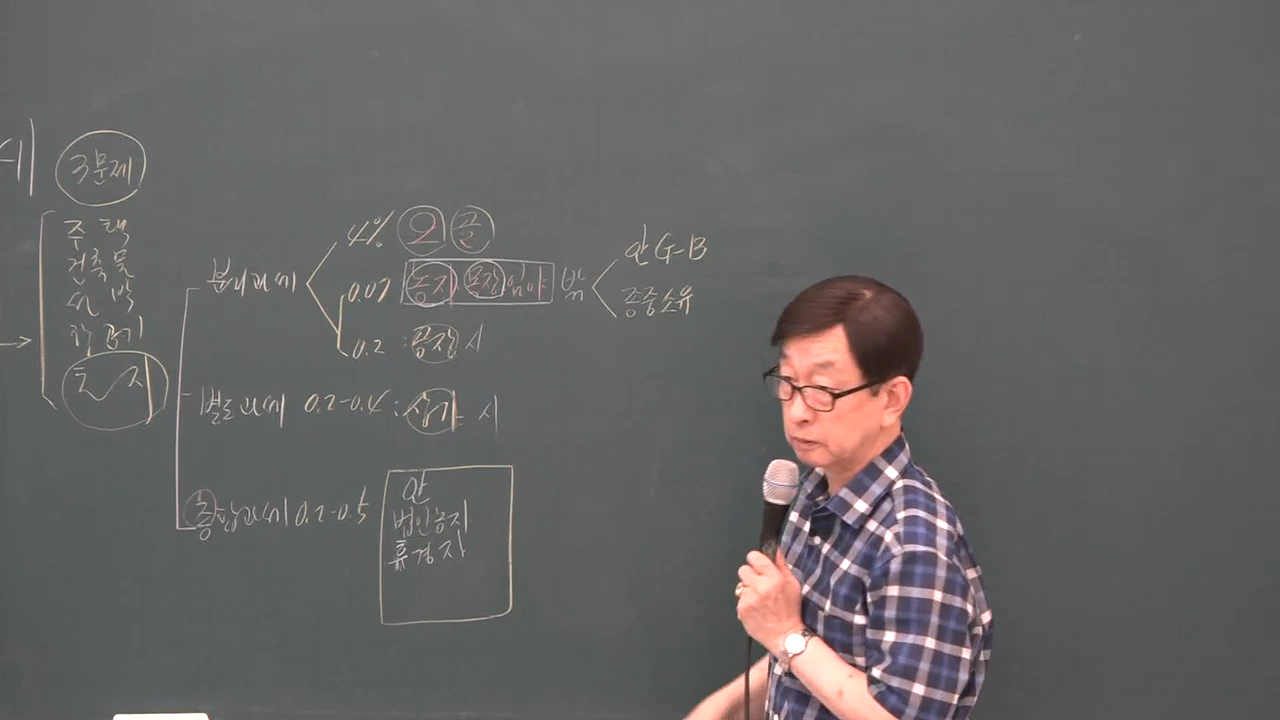 세
3문제
주택
건축물
선박
항공기
토지
분리과세
4% 오 골
0.07 농지 목장 임야 밖
안 G-B
종중소유
0.2 : 공장 시
별도과세 0.2-0.4 : 상가 시
종합과세 0.2-0.5
안
법인농지
휴경지